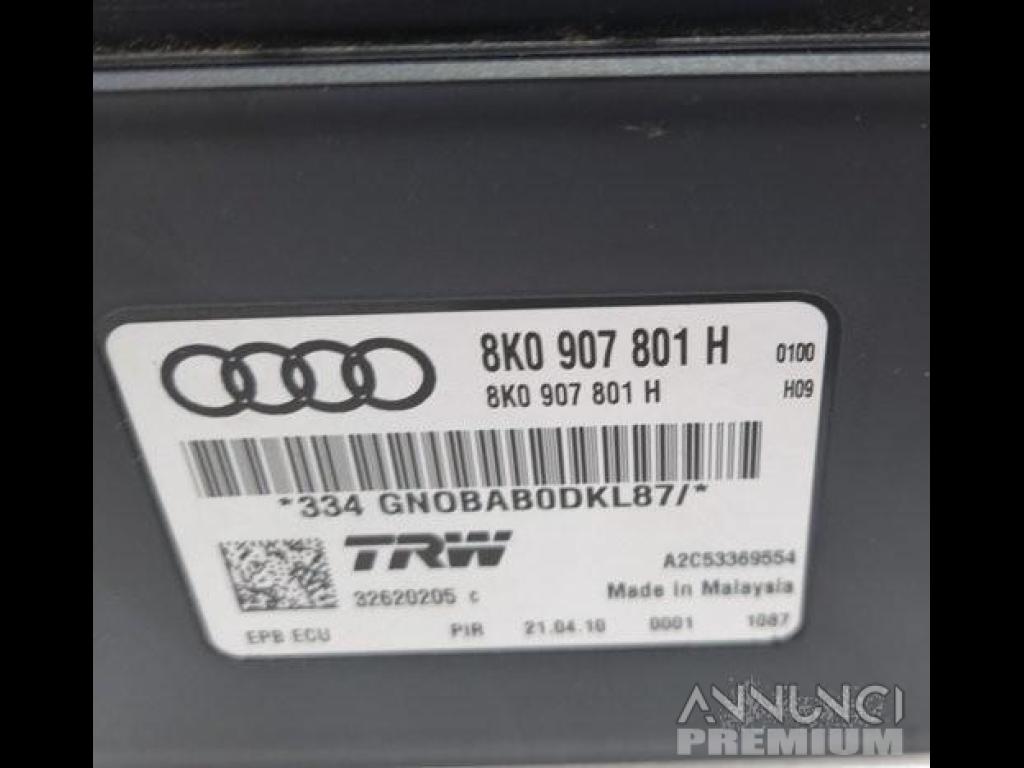 8K0 907 801 H 0100
8K0 907 801 H H09
*334 GNOBAB0DKL87/*
TRW A2C53369554
32620205 c Made in Malaysia
EPB ECU PIR 21.04.10 0001 1087
ANNUNCI
PREMIUM